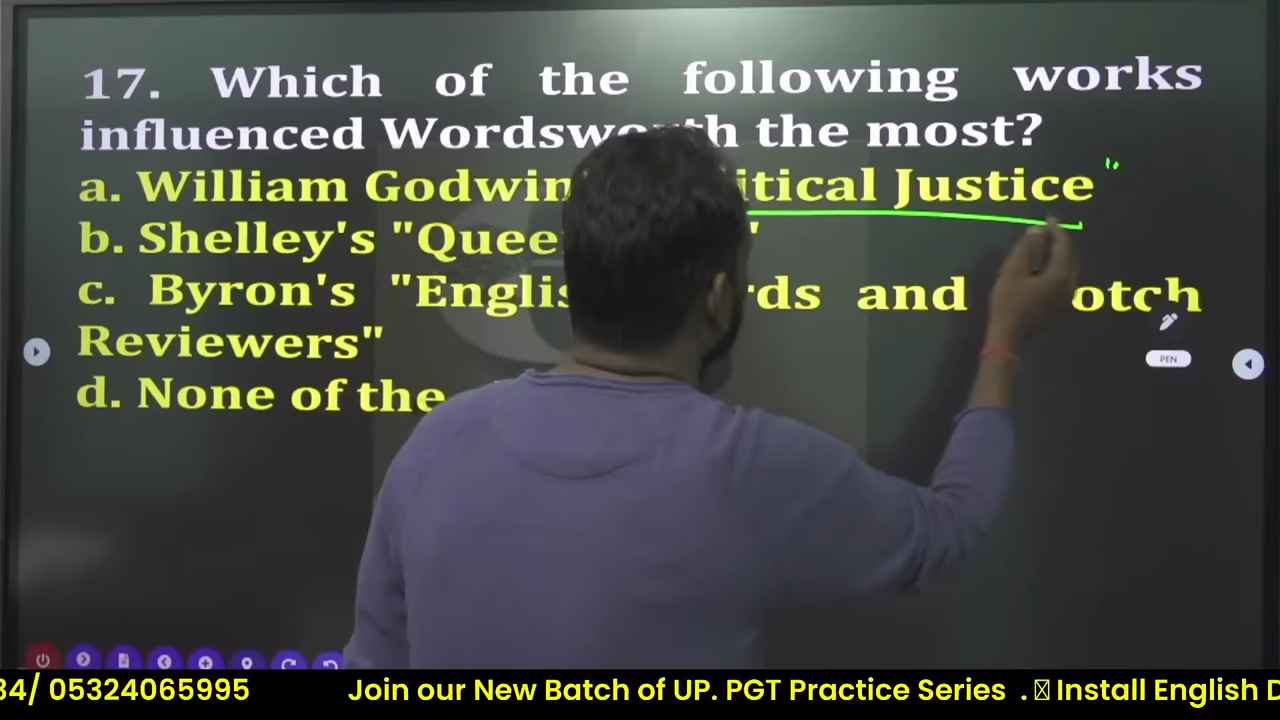 17. Which of the following works
influenced Wordsworth the most?
a. William Godwin itical Justice "
b. Shelley's "Quee "
c. Byron's "Englis rds and otch
Reviewers"
d. None of the
PEN
34/ 05324065995 Join our New Batch of UP. PGT Practice Series . Install English D